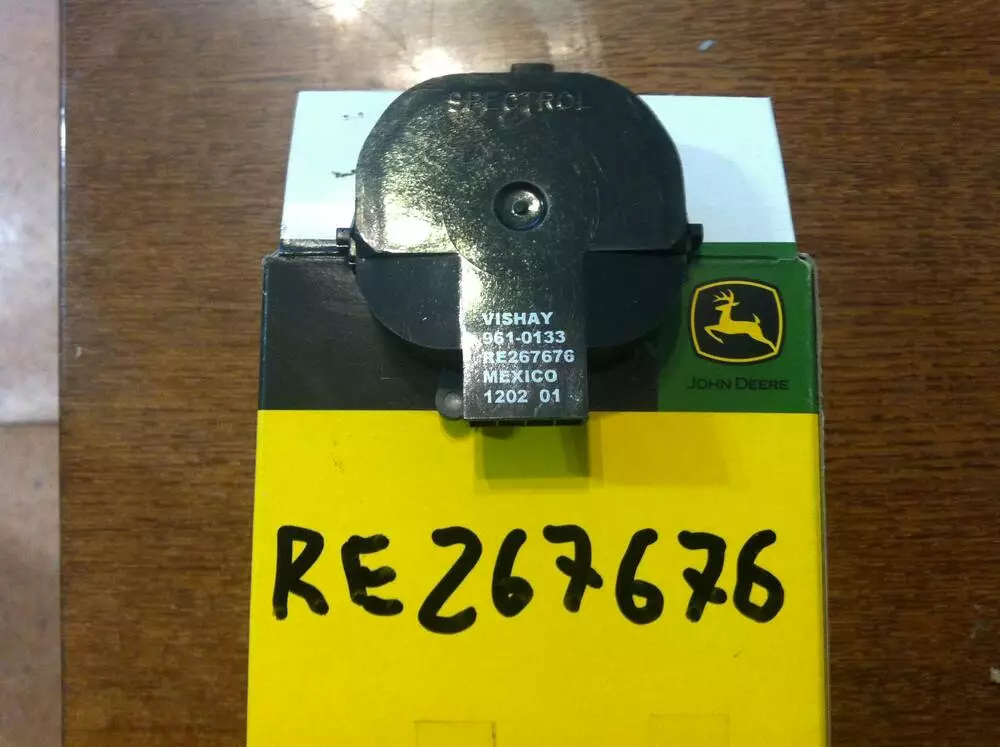 SPECTROL
VISHAY
961-0133
RE267676
MEXICO
1202 01
JOHN DEERE
RE267676